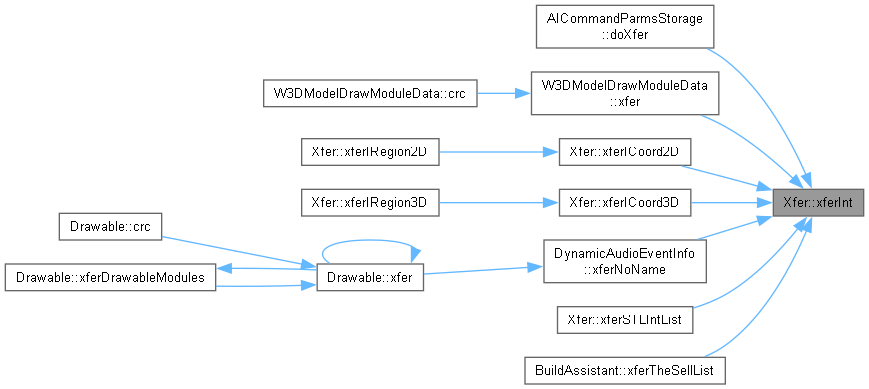 AICommandParmsStorage
::doXfer
W3DModelDrawModuleData
::xfer
W3DModelDrawModuleData::crc
Xfer::xferICoord2D
Xfer::xferIRegion2D
Xfer::xferInt
Xfer::xferICoord3D
Xfer::xferIRegion3D
DynamicAudioEventInfo
::xferNoName
Drawable::crc
Drawable::xfer
Drawable::xferDrawableModules
Xfer::xferSTLIntList
BuildAssistant::xferTheSellList